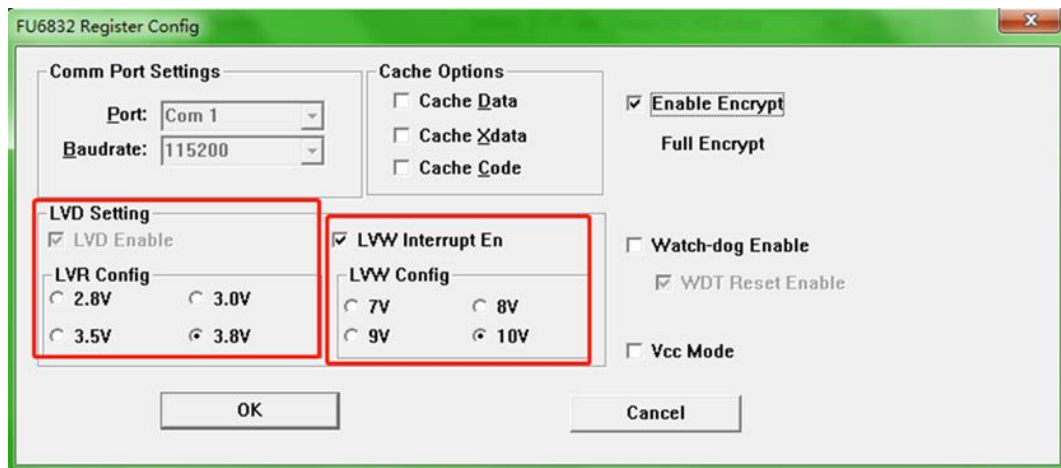 FU6832 Register Config
Comm Port Settings
Port: Com 1
Baudrate: 115200
Cache Options
Cache Data
Cache Xdata
Cache Code
Enable Encrypt
Full Encrypt
LVD Setting
LVD Enable
LVR Config
2.8V 3.0V
3.5V 3.8V
LVW Interrupt En
LVW Config
7V 8V
9V 10V
Watch-dog Enable
WDT Reset Enable
Vcc Mode
OK
Cancel